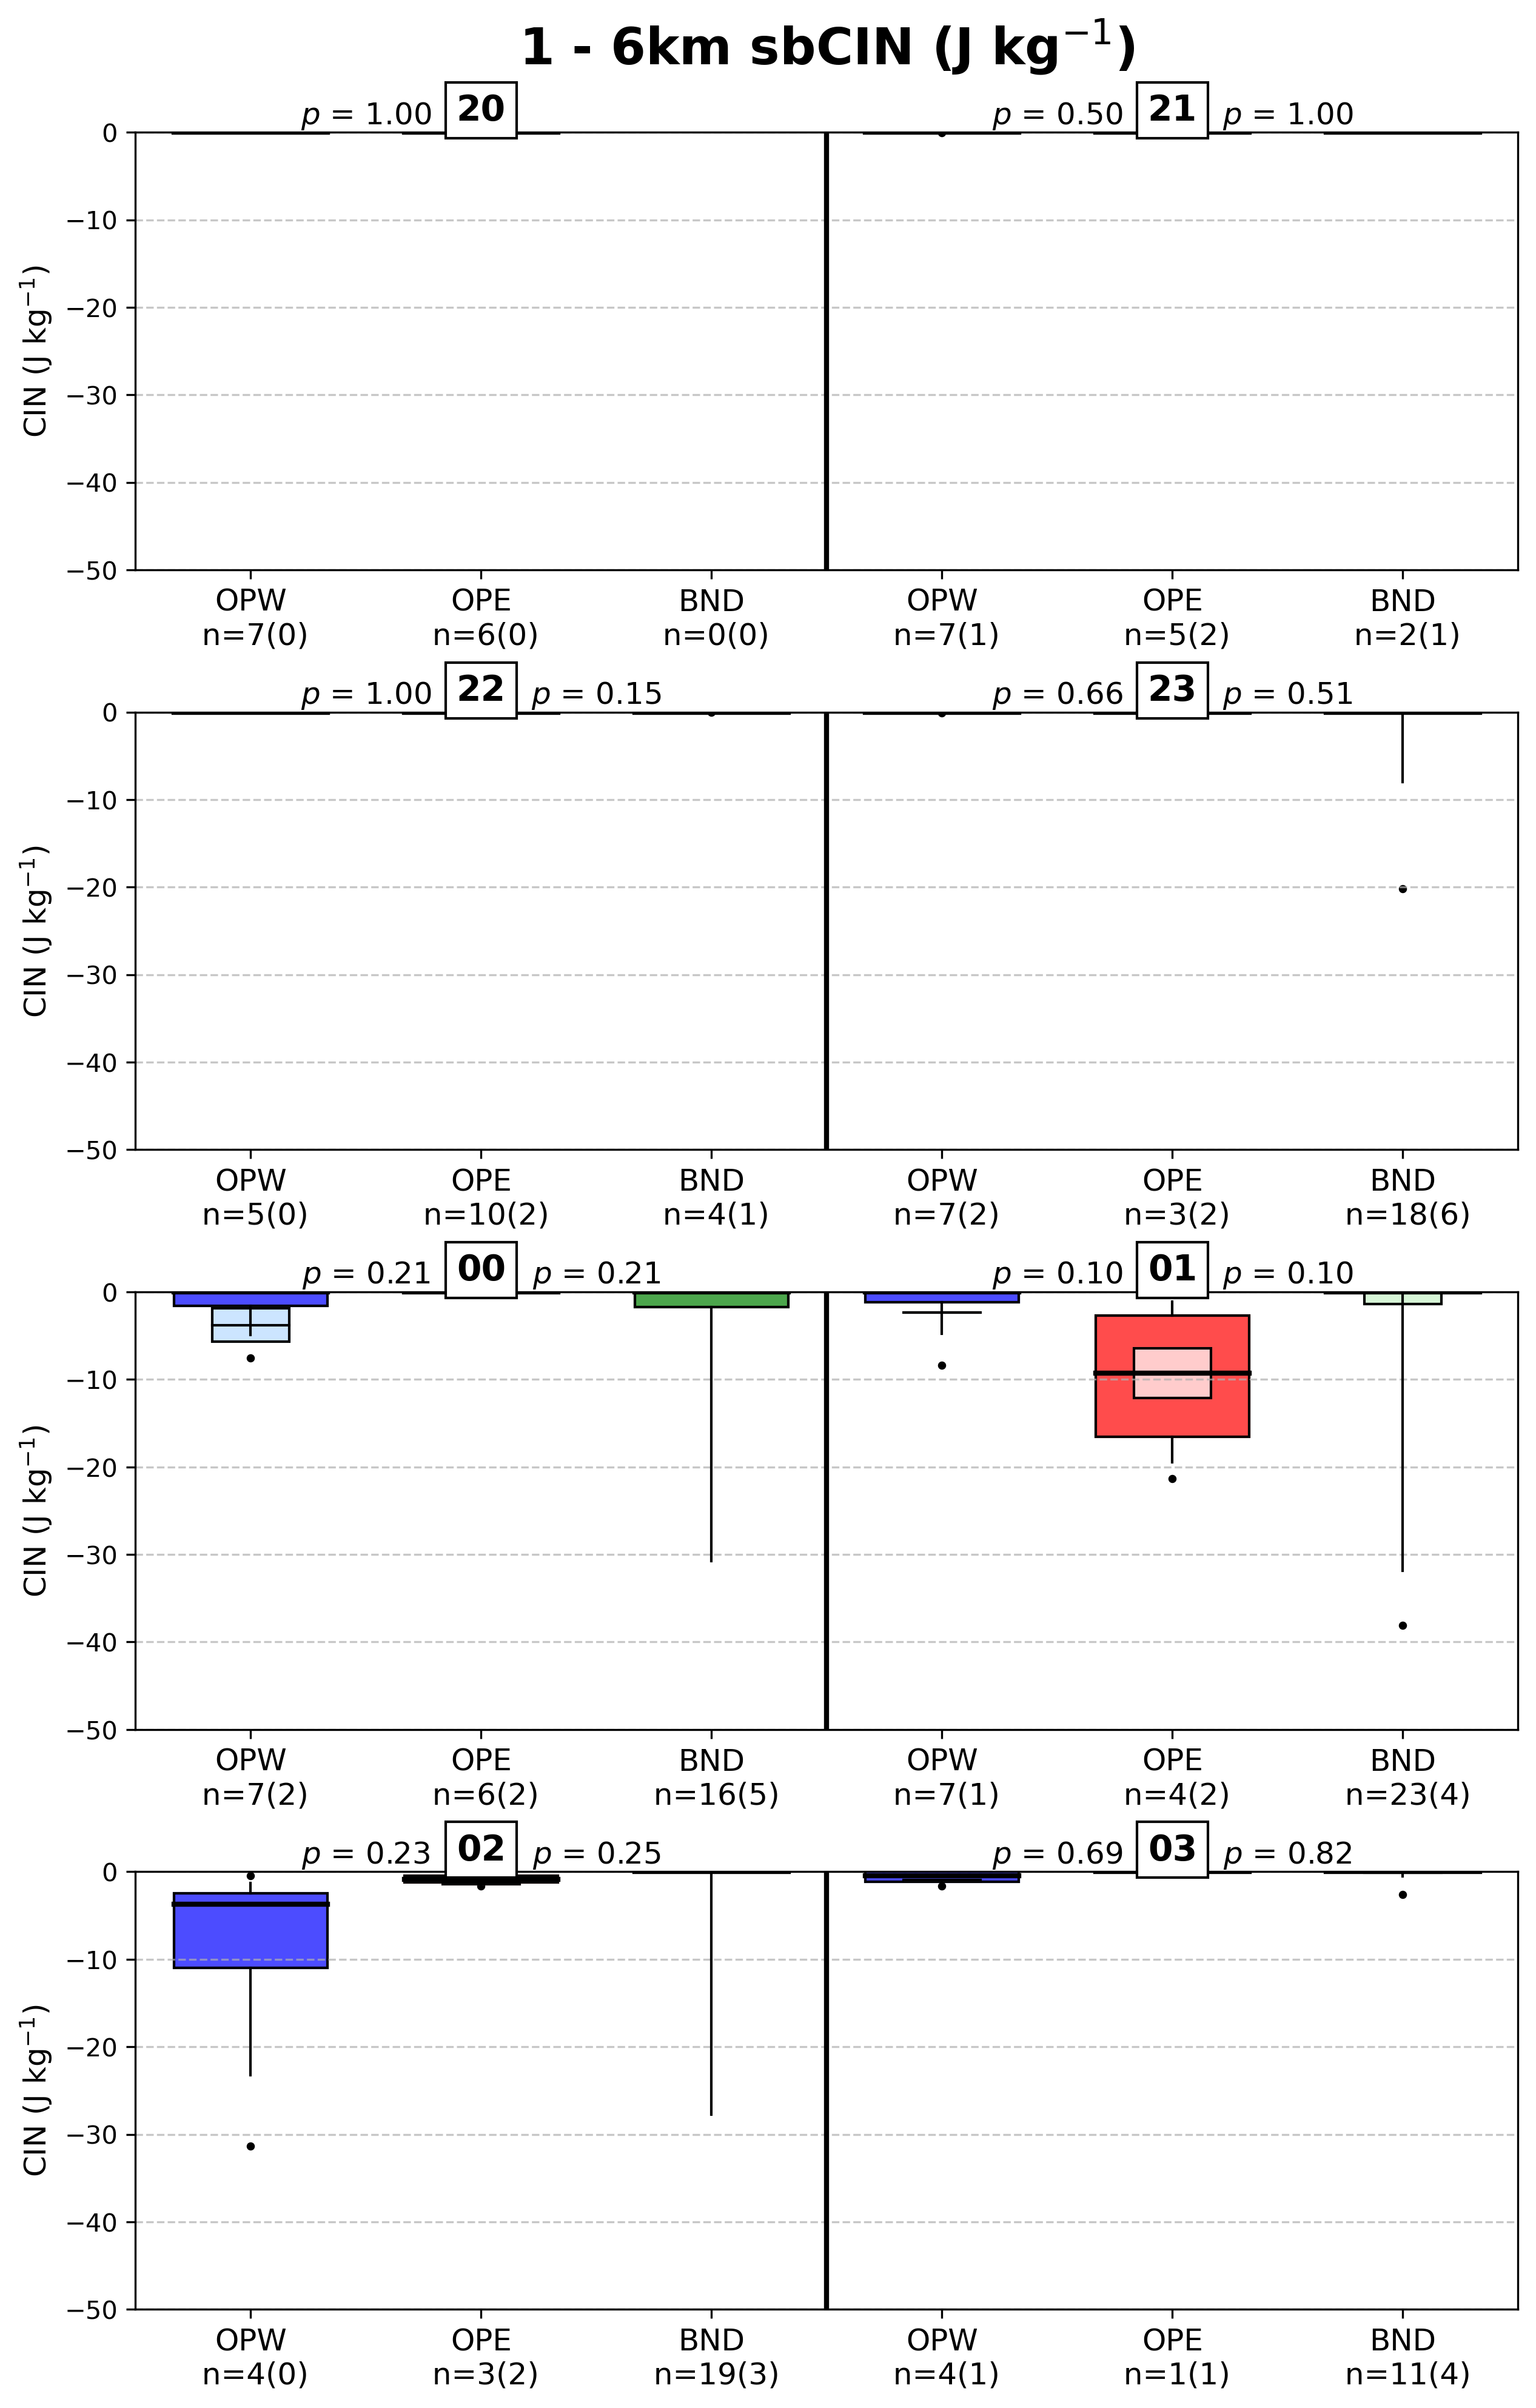 1 - 6km sbCIN (J kg⁻¹)
p = 1.00 20
p = 0.50 21 p = 1.00
CIN (J kg⁻¹)
0
−10
−20
−30
−40
−50
OPW OPE BND OPW OPE BND
n=7(0) n=6(0) n=0(0) n=7(1) n=5(2) n=2(1)
p = 1.00 22 p = 0.15
p = 0.66 23 p = 0.51
CIN (J kg⁻¹)
0
−10
−20
−30
−40
−50
OPW OPE BND OPW OPE BND
n=5(0) n=10(2) n=4(1) n=7(2) n=3(2) n=18(6)
p = 0.21 00 p = 0.21
p = 0.10 01 p = 0.10
CIN (J kg⁻¹)
0
−10
−20
−30
−40
−50
OPW OPE BND OPW OPE BND
n=7(2) n=6(2) n=16(5) n=7(1) n=4(2) n=23(4)
p = 0.23 02 p = 0.25
p = 0.69 03 p = 0.82
CIN (J kg⁻¹)
0
−10
−20
−30
−40
−50
OPW OPE BND OPW OPE BND
n=4(0) n=3(2) n=19(3) n=4(1) n=1(1) n=11(4)